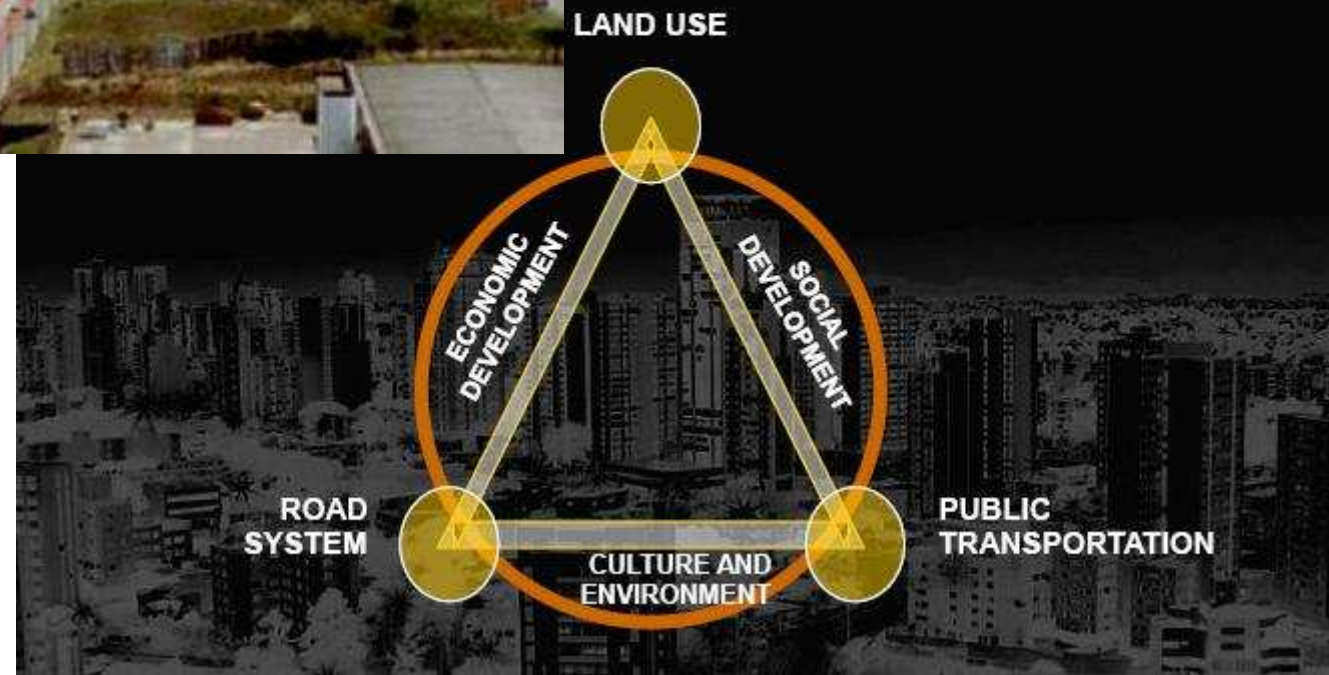 LAND USE
ECONOMIC
DEVELOPMENT
SOCIAL
DEVELOPMENT
ROAD
SYSTEM
PUBLIC
TRANSPORTATION
CULTURE AND
ENVIRONMENT